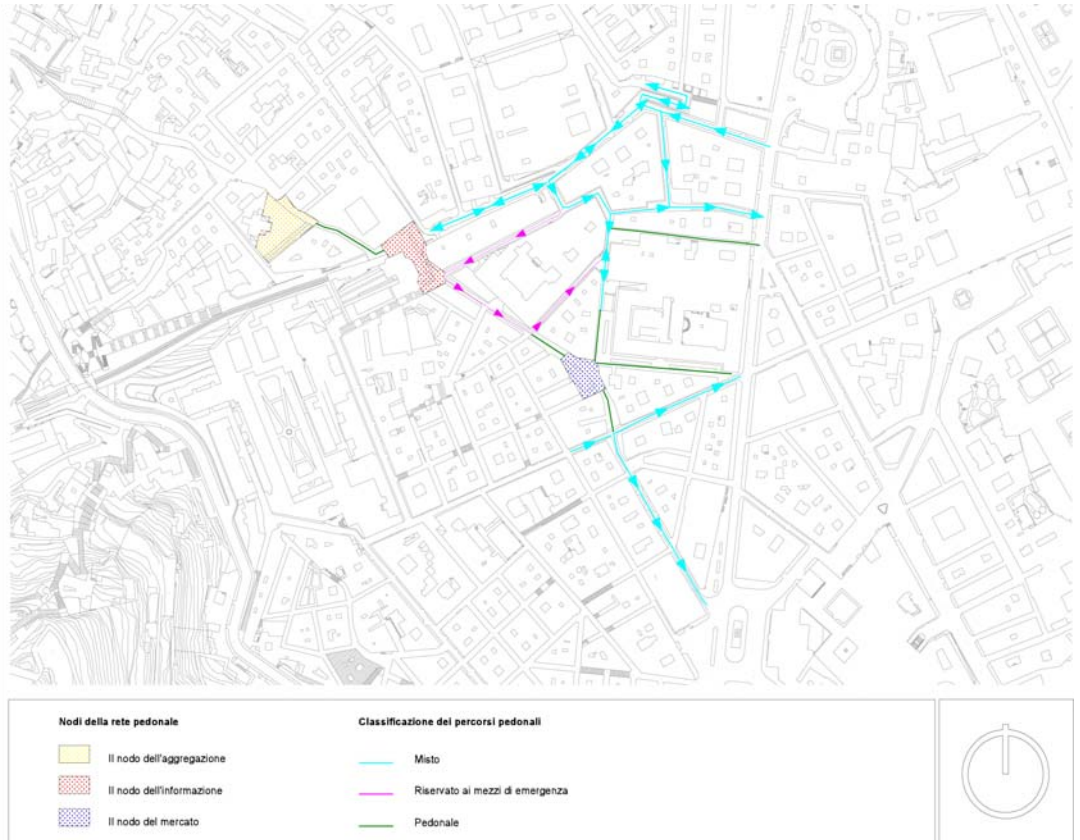 Nodi della rete pedonale
Il nodo dell'aggregazione
Il nodo dell'informazione
Il nodo del mercato
Classificazione dei percorsi pedonali
Misto
Riservato ai mezzi di emergenza
Pedonale